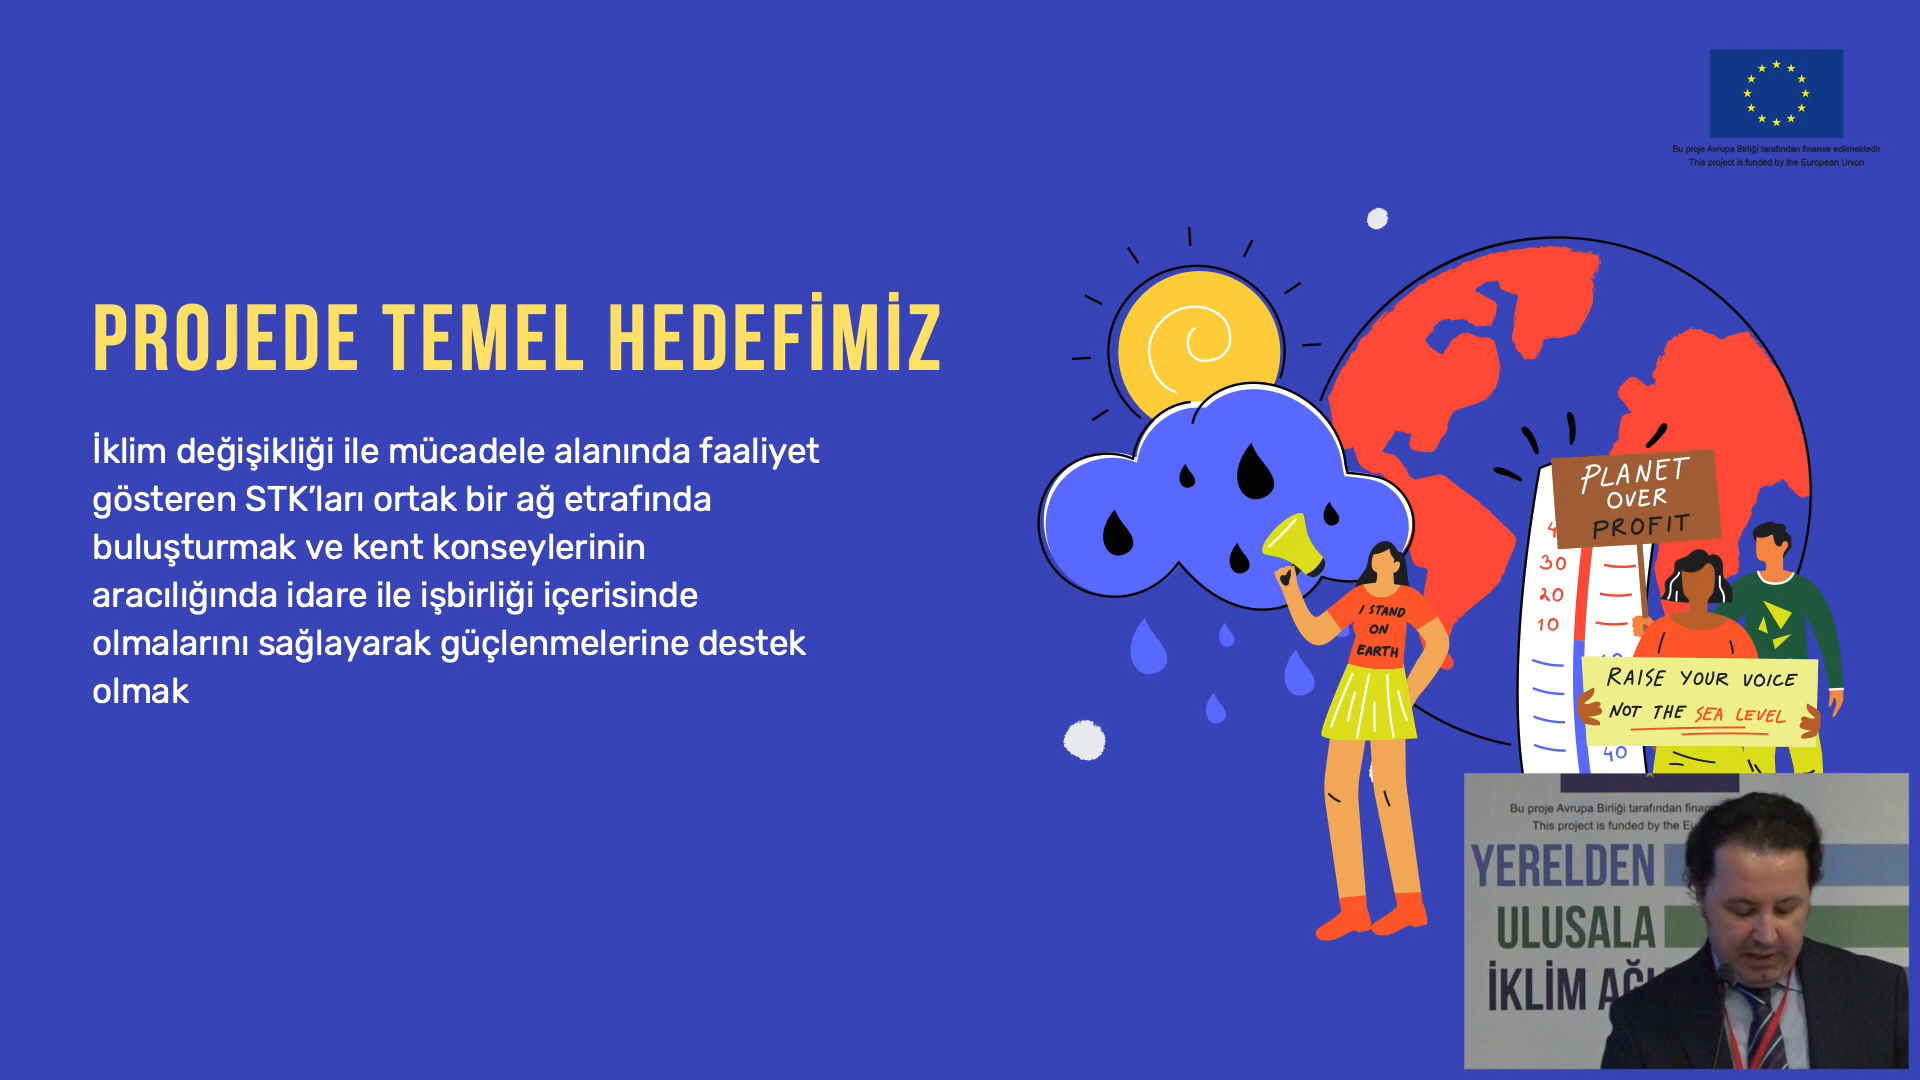 Bu proje Avrupa Birliği tarafından finanse edilmektedir
This project is funded by the European Union
PROJEDE TEMEL HEDEFİMİZ
İklim değişikliği ile mücadele alanında faaliyet
gösteren STK’ları ortak bir ağ etrafında
buluşturmak ve kent konseylerinin
aracılığında idare ile işbirliği içerisinde
olmalarını sağlayarak güçlenmelerine destek
olmak
PLANET
OVER
PROFIT
30
20
10
I STAND
ON
EARTH
RAISE YOUR VOICE
NOT THE SEA LEVEL
40
Bu proje Avrupa Birliği tarafından
This project is funded by the
YERELDEN
ULUSALA
İKLİM